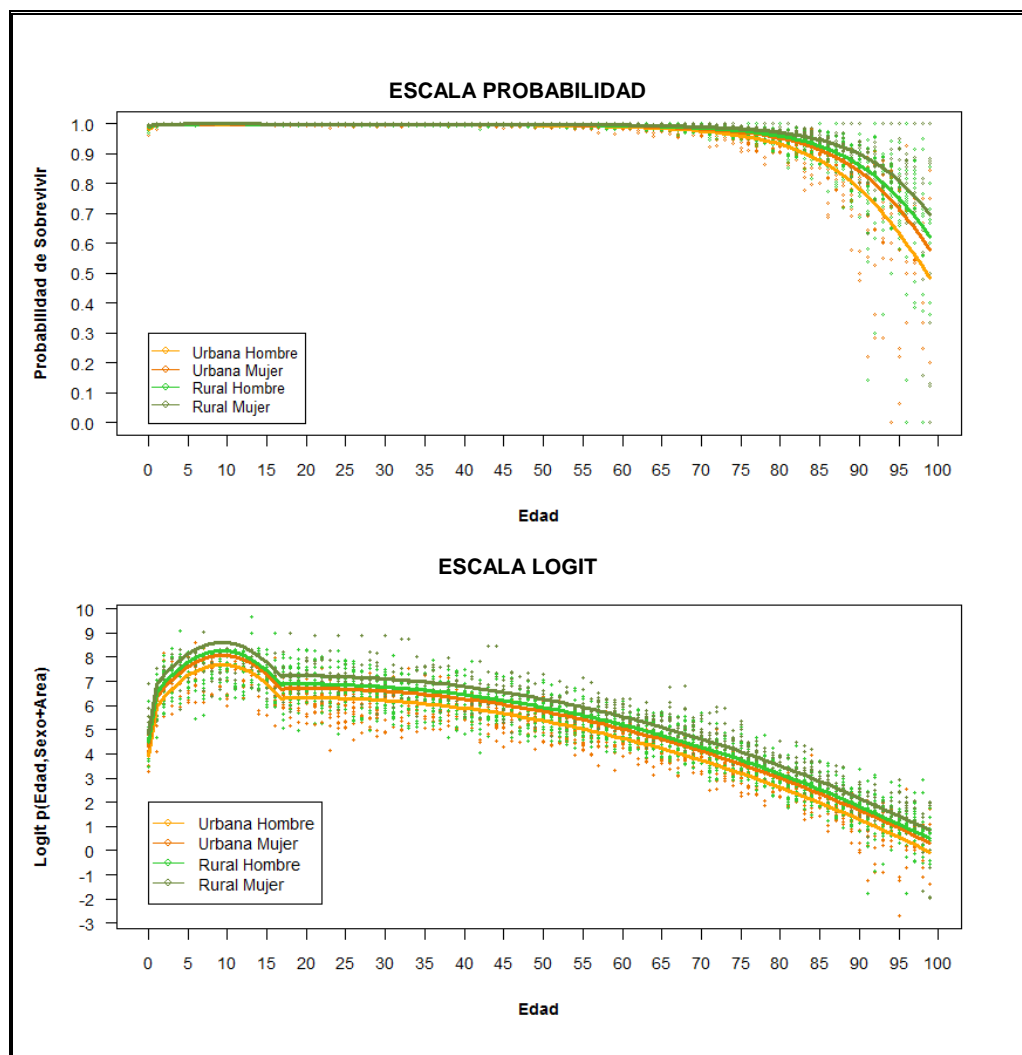 ESCALA PROBABILIDAD
Probabilidad de Sobrevivir
1.0
0.9
0.8
0.7
0.6
0.5
0.4
0.3
0.2
0.1
0.0
Urbana Hombre
Urbana Mujer
Rural Hombre
Rural Mujer
0 5 10 15 20 25 30 35 40 45 50 55 60 65 70 75 80 85 90 95 100
Edad
ESCALA LOGIT
Logit p(Edad,Sexo+Area)
10
9
8
7
6
5
4
3
2
1
0
-1
-2
-3
Urbana Hombre
Urbana Mujer
Rural Hombre
Rural Mujer
0 5 10 15 20 25 30 35 40 45 50 55 60 65 70 75 80 85 90 95 100
Edad